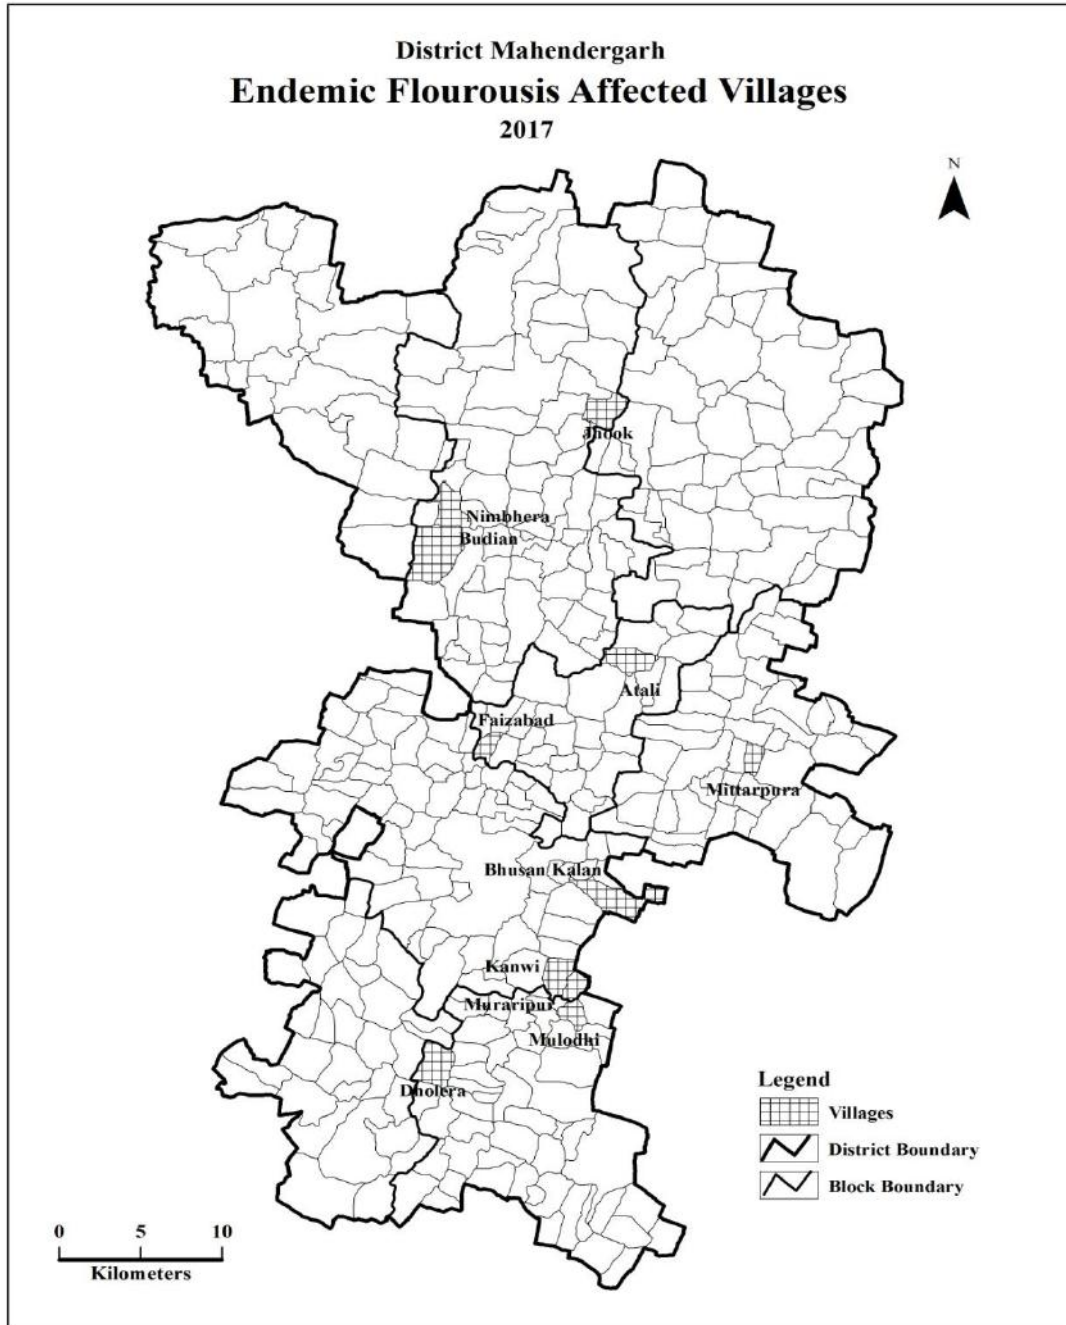 District Mahendergarh
Endemic Flourousis Affected Villages
2017
N
Jhook
Nimbhera
Budian
Atali
Faizabad
Mittarpura
Bhusan Kalan
Kanwi
Muraripur
Mulodhi
Dholera
Legend
Villages
District Boundary
Block Boundary
0 5 10
Kilometers